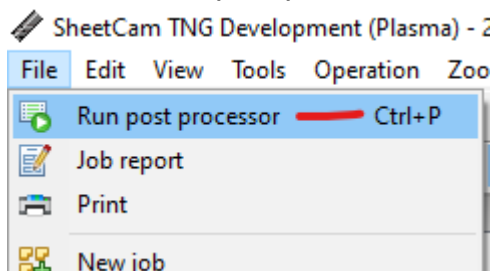 SheetCam TNG Development (Plasma) - 2
File Edit View Tools Operation Zoo
Run post processor Ctrl+P
Job report
Print
New job